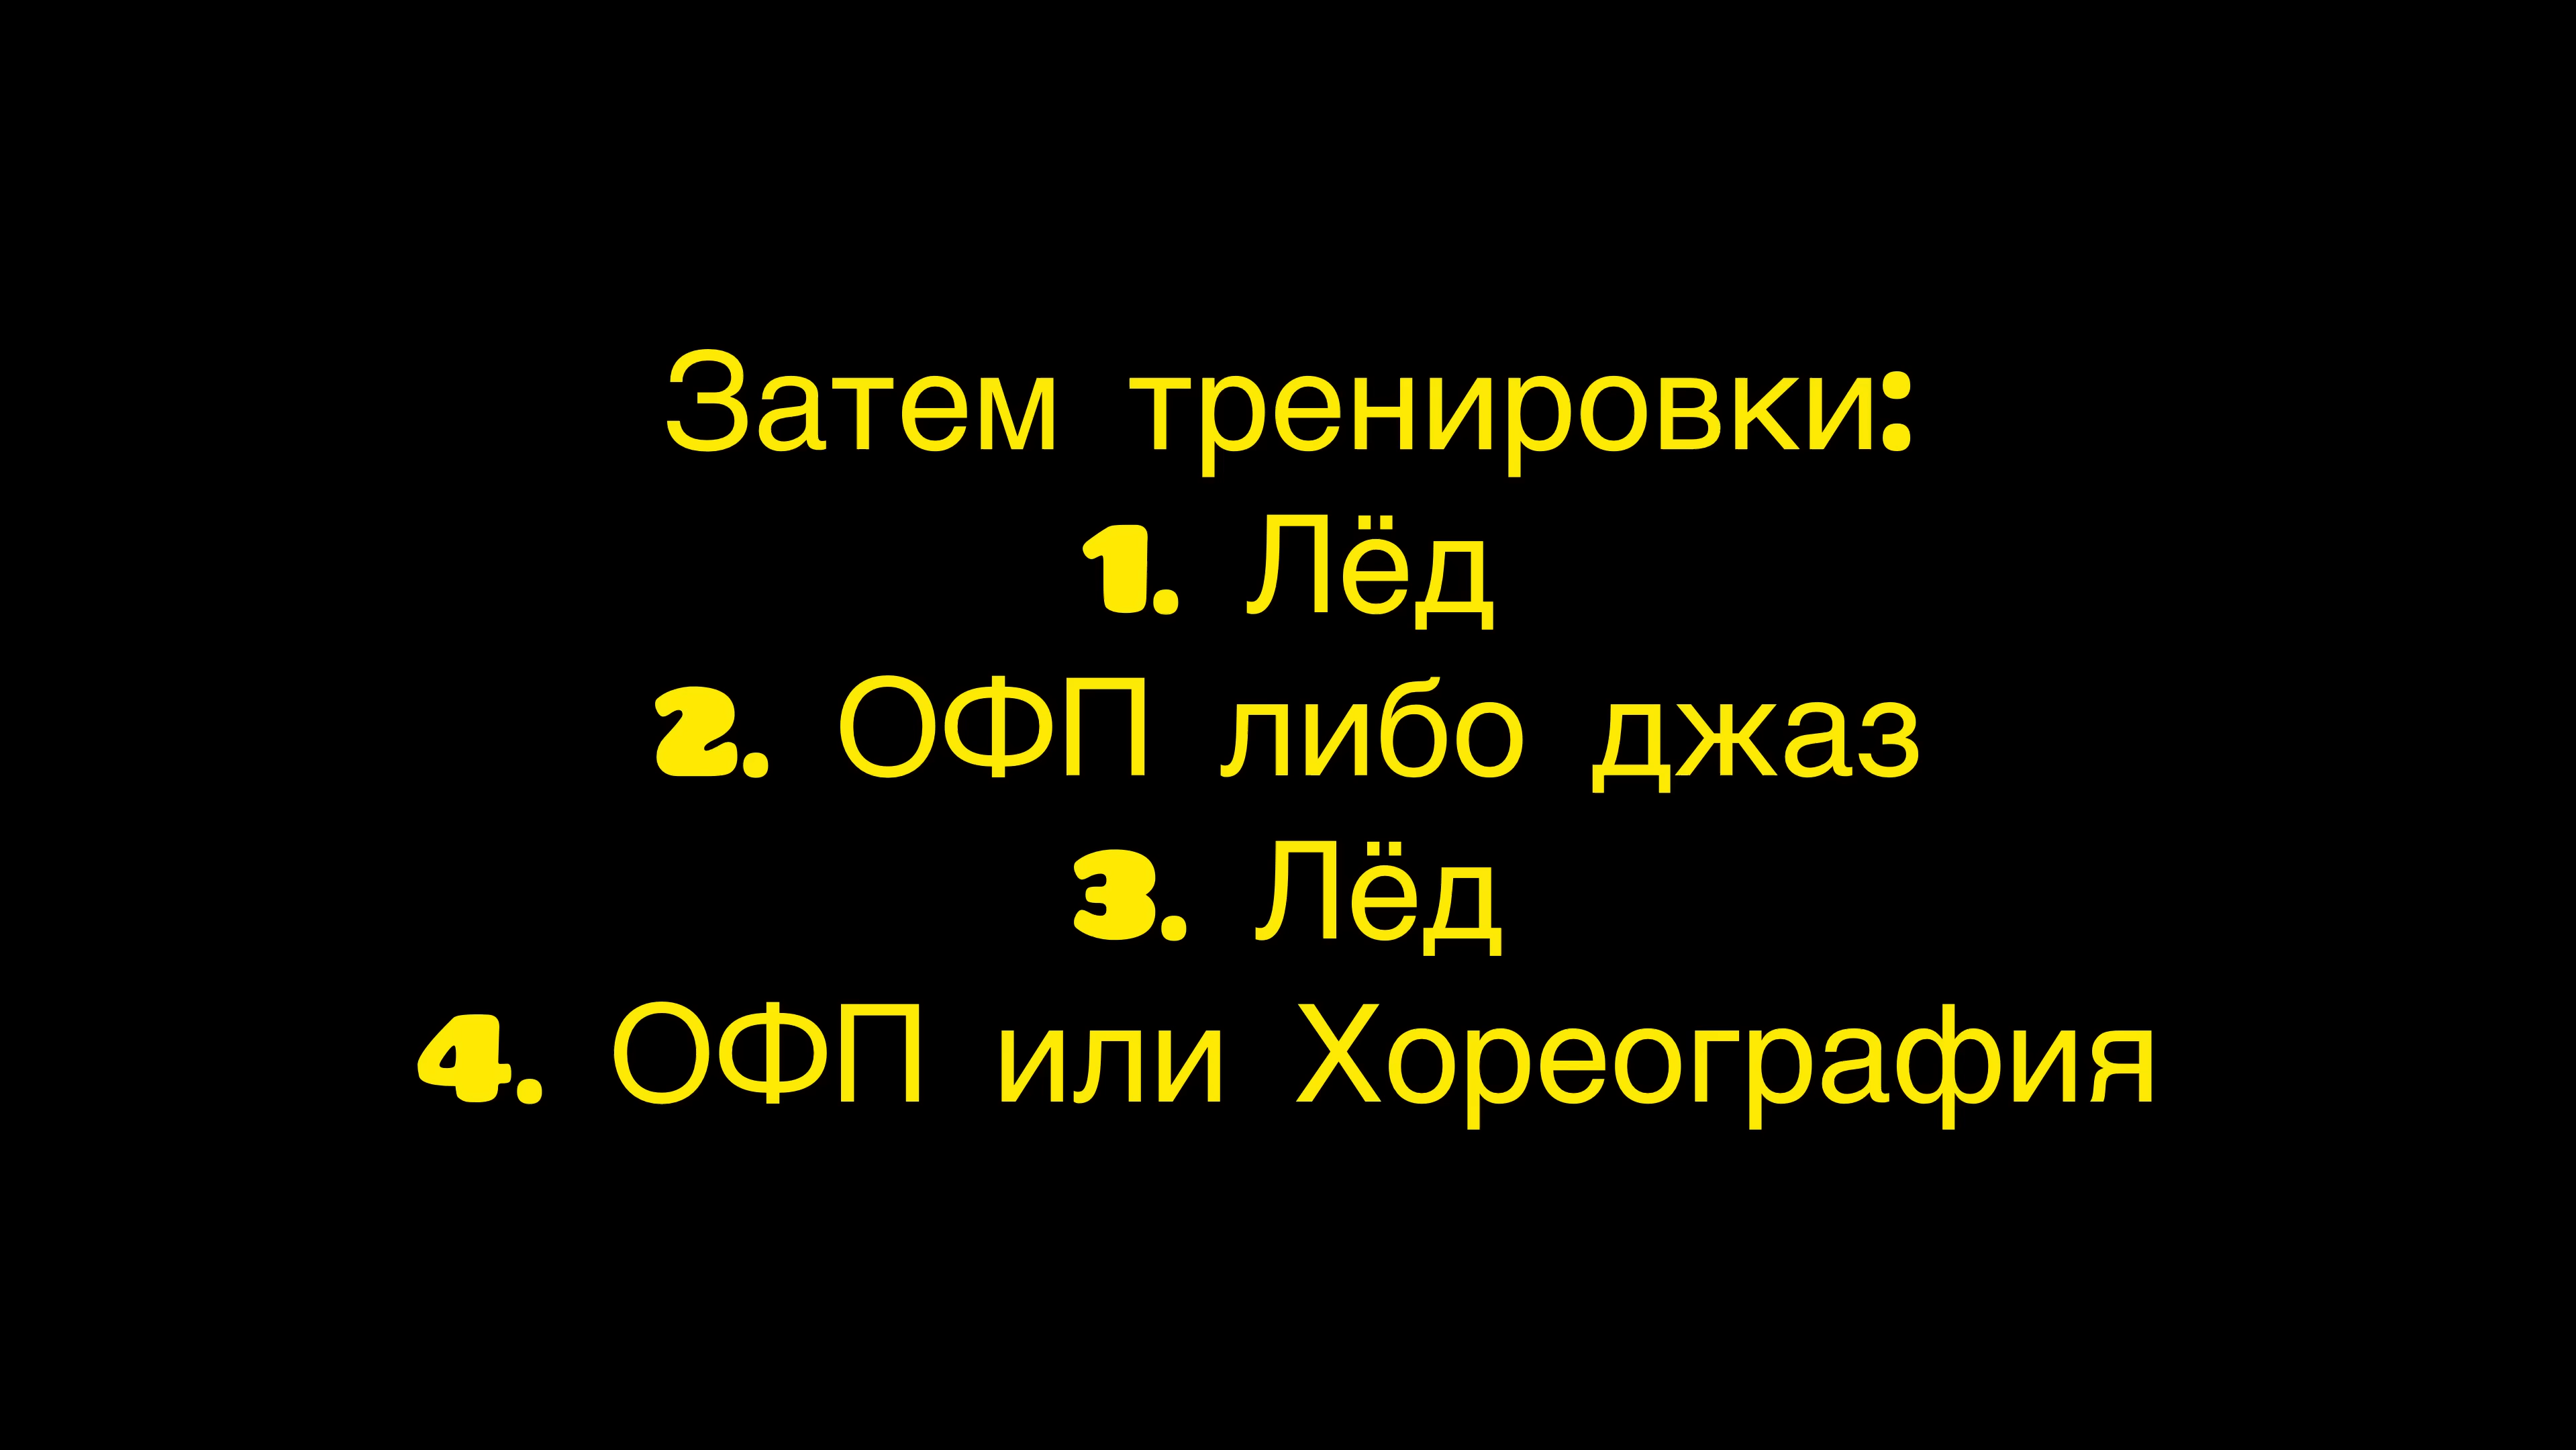 Затем тренировки:
1. Лёд
2. ОФП либо джаз
3. Лёд
4. ОФП или Хореография